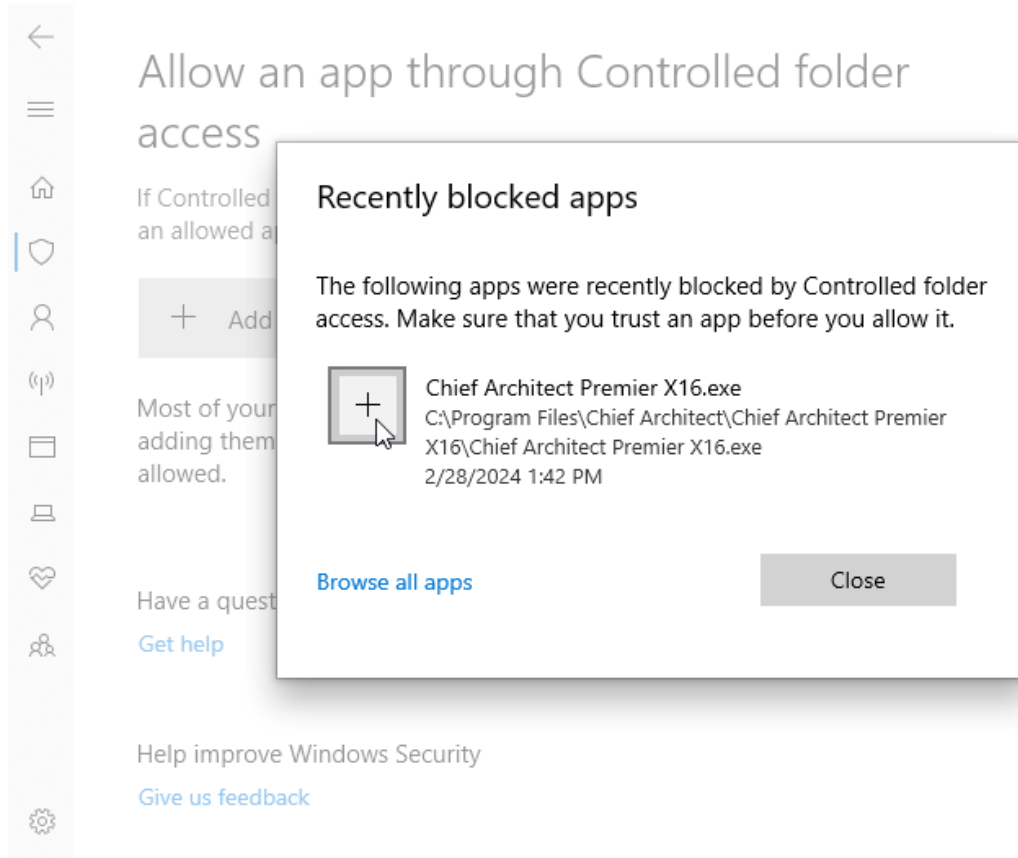 Allow an app through Controlled folder
access
If Controlled
an allowed
Add
Most of your
adding them
allowed.
Have a
Get help
Help improve Windows Security
Give us feedback
Recently blocked apps
The following apps were recently blocked by Controlled folder
access. Make sure that you trust an app before you allow it.
Chief Architect Premier X16.exe
C:\Program Files\Chief Architect\Chief Architect Premier
X16\Chief Architect Premier X16.exe
2/28/2024 1:42 PM
Browse all apps
Close